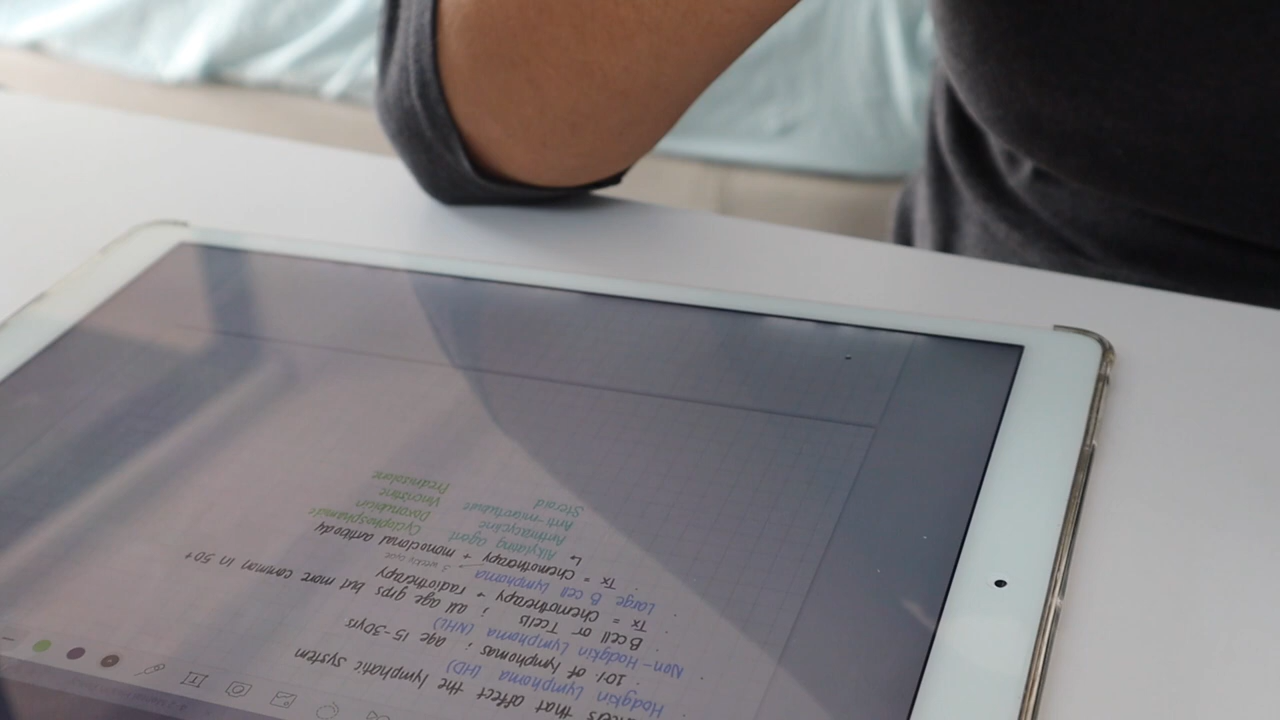 that affect the lymphatic system
Hodgkin Lymphoma (HD)
· 10% of lymphomas ; age 15-30yrs
Non-Hodgkin Lymphoma (NHL)
· B cell or T cells ; all age grps but more common in 50+
· Tx = chemotherapy + radiotherapy
· Large B cell Lymphoma
· Tx = chemotherapy + monoclonal antibody
↳ Alkylating agent Cyclophosphamide
Anthracycline Doxorubicin
Anti-microtubule Vincristine
Steroid Prednisolone